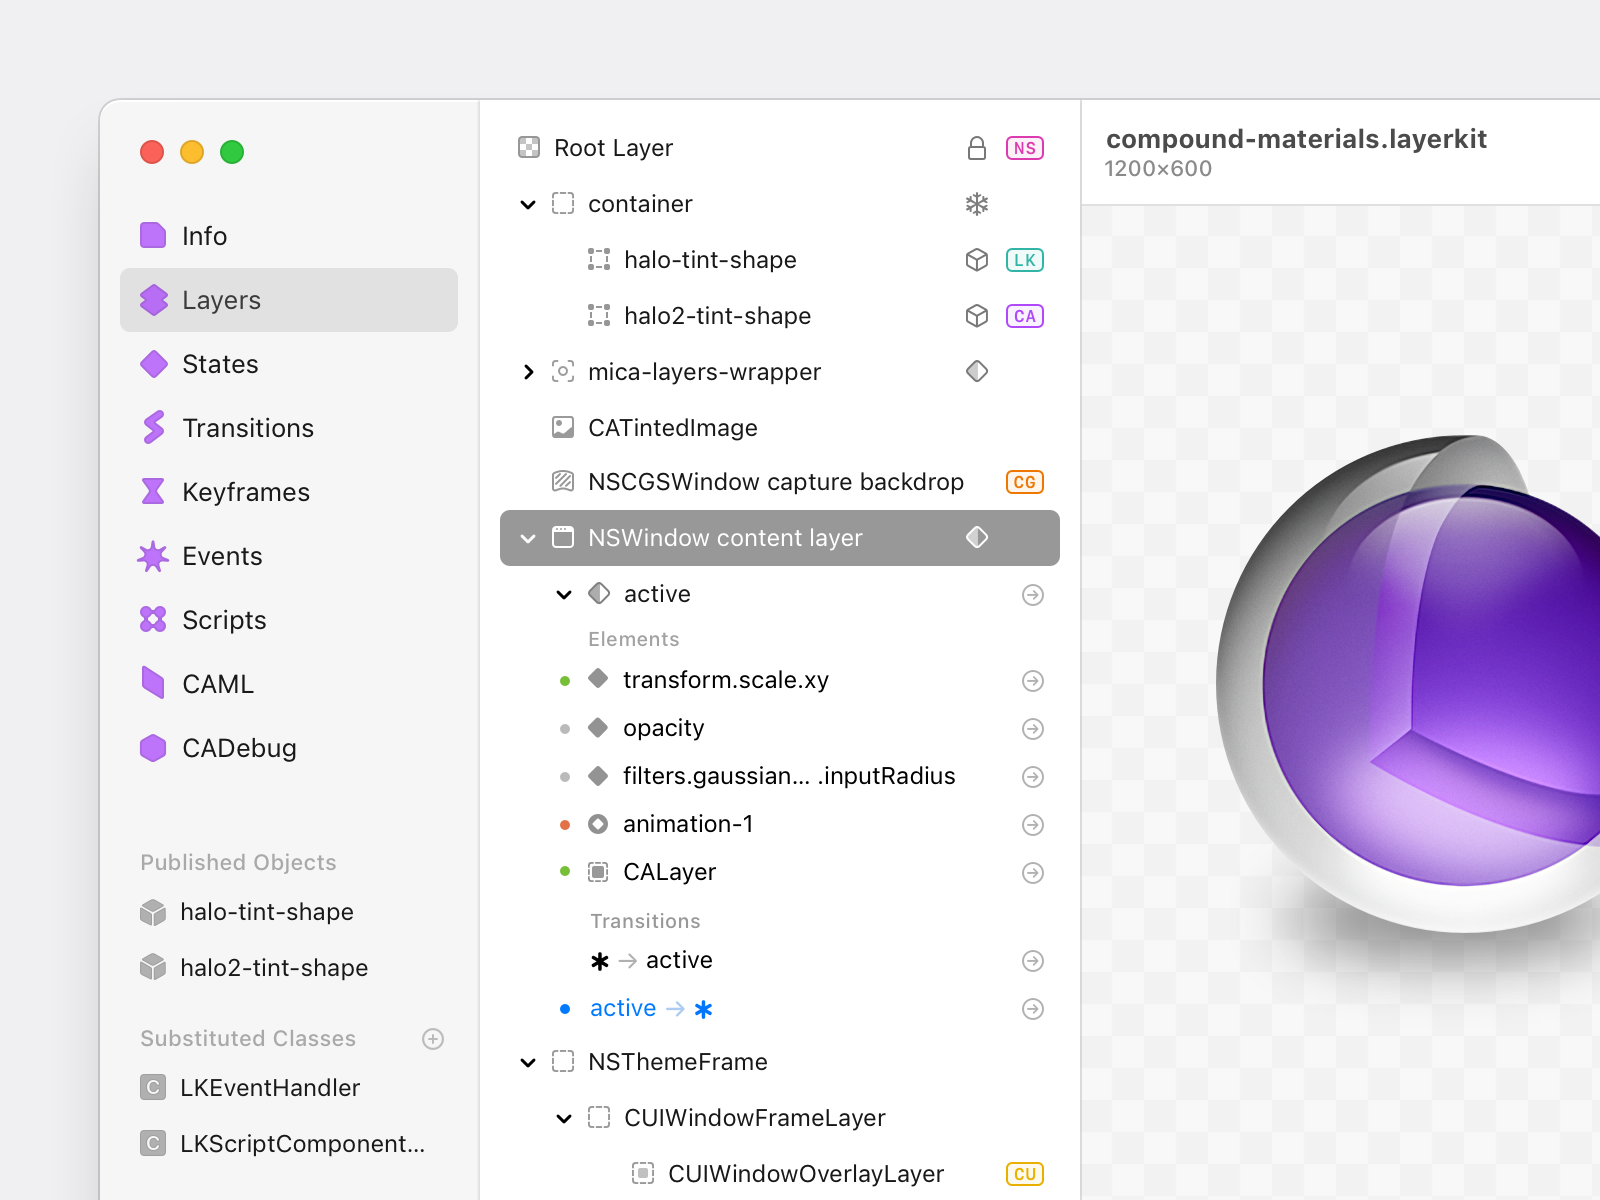 Info
Layers
States
Transitions
Keyframes
Events
Scripts
CAML
CADebug
Published Objects
halo-tint-shape
halo2-tint-shape
Substituted Classes
C LKEventHandler
C LKScriptComponent...
Root Layer NS
container
halo-tint-shape LK
halo2-tint-shape CA
mica-layers-wrapper
CATintedImage
NSCGSWindow capture backdrop CG
NSWindow content layer
active
Elements
transform.scale.xy
opacity
filters.gaussian... .inputRadius
animation-1
CALayer
Transitions
* → active
active → *
NSThemeFrame
CUIWindowFrameLayer
CUIWindowOverlayLayer CU
compound-materials.layerkit
1200×600